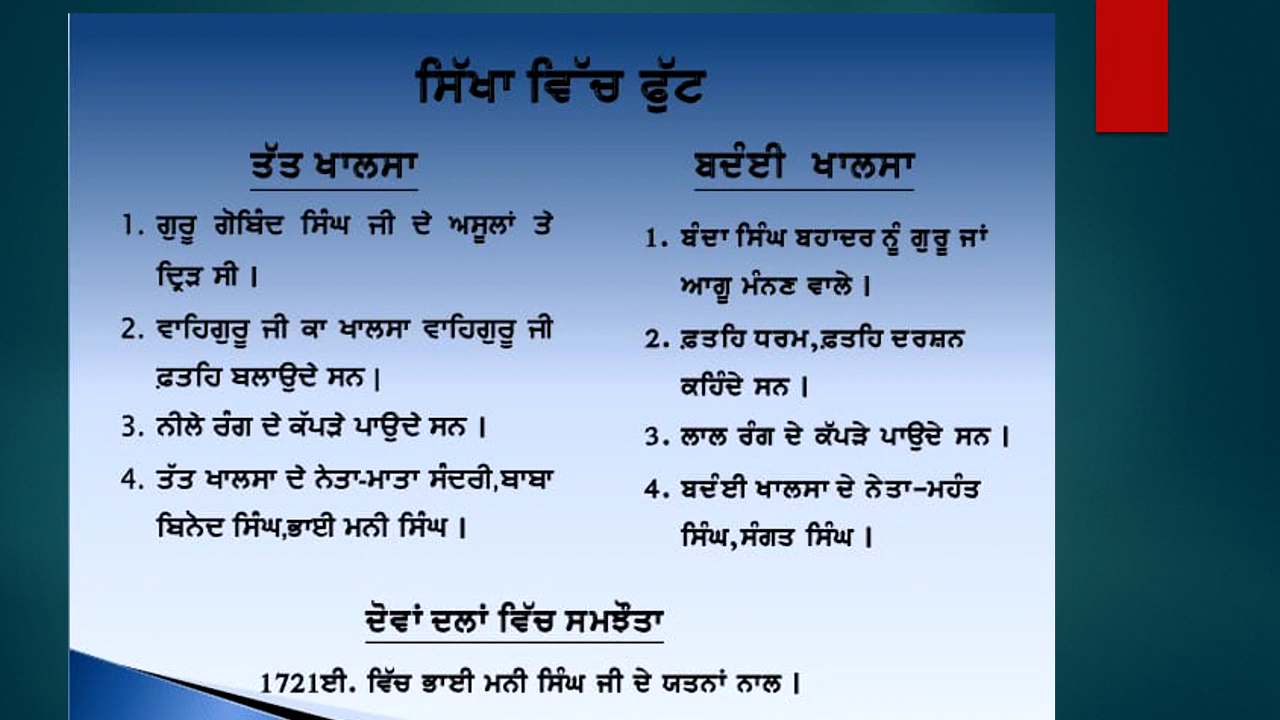 ਸਿੱਖਾ ਵਿੱਚ ਫੁੱਟ
ਤੱਤ ਖਾਲਸਾ
1. ਗੁਰੂ ਗੋਬਿੰਦ ਸਿੰਘ ਜੀ ਦੇ ਅਸੂਲਾਂ ਤੇ
ਦ੍ਰਿੜ ਸੀ ।
2. ਵਾਹਿਗੁਰੂ ਜੀ ਕਾ ਖਾਲਸਾ ਵਾਹਿਗੁਰੂ ਜੀ
ਫ਼ਤਹਿ ਬਲਾਉਦੇ ਸਨ |
3. ਨੀਲੇ ਰੰਗ ਦੇ ਕੱਪੜੇ ਪਾਉਦੇ ਸਨ ।
4. ਤੱਤ ਖਾਲਸਾ ਦੇ ਨੇਤਾ-ਮਾਤਾ ਸੰਦਰੀ,ਬਾਬਾ
ਬਿਨੋਦ ਸਿੰਘ,ਭਾਈ ਮਨੀ ਸਿੰਘ ।
ਬਦੰਈ ਖਾਲਸਾ
1. ਬੰਦਾ ਸਿੰਘ ਬਹਾਦਰ ਨੂੰ ਗੁਰੂ ਜਾਂ
ਆਗੂ ਮੰਨਣ ਵਾਲੇ ।
2. ਫ਼ਤਹਿ ਧਰਮ,ਫ਼ਤਹਿ ਦਰਸ਼ਨ
ਕਹਿੰਦੇ ਸਨ ।
3. ਲਾਲ ਰੰਗ ਦੇ ਕੱਪੜੇ ਪਾਉਦੇ ਸਨ ।
4. ਬਦੰਈ ਖਾਲਸਾ ਦੇ ਨੇਤਾ-ਮਹੰਤ
ਸਿੰਘ,ਸੰਗਤ ਸਿੰਘ ।
ਦੋਵਾਂ ਦਲਾਂ ਵਿੱਚ ਸਮਝੌਤਾ
1721ਈ. ਵਿੱਚ ਭਾਈ ਮਨੀ ਸਿੰਘ ਜੀ ਦੇ ਯਤਨਾਂ ਨਾਲ ।